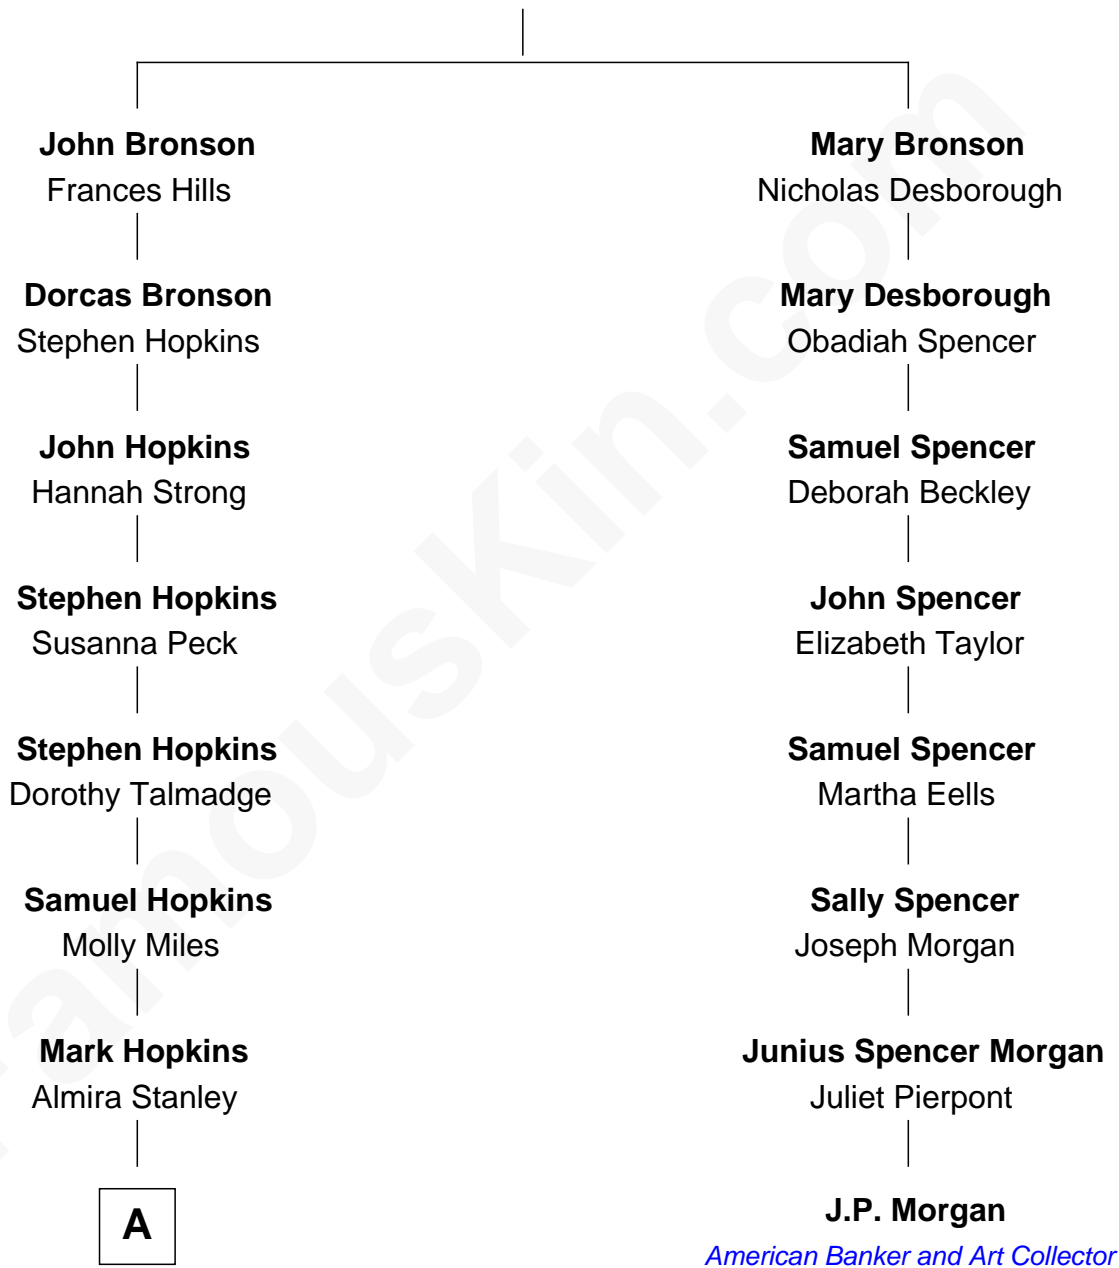 John Bronson
Frances Hills
Mary Bronson
Nicholas Desborough
Dorcas Bronson
Stephen Hopkins
Mary Desborough
Obadiah Spencer
John Hopkins
Hannah Strong
Samuel Spencer
Deborah Beckley
Stephen Hopkins
Susanna Peck
John Spencer
Elizabeth Taylor
Stephen Hopkins
Dorothy Talmadge
Samuel Spencer
Martha Eells
Samuel Hopkins
Molly Miles
Sally Spencer
Joseph Morgan
Mark Hopkins
Almira Stanley
Junius Spencer Morgan
Juliet Pierpont
A
J.P. Morgan
American Banker and Art Collector
FamousKin.com